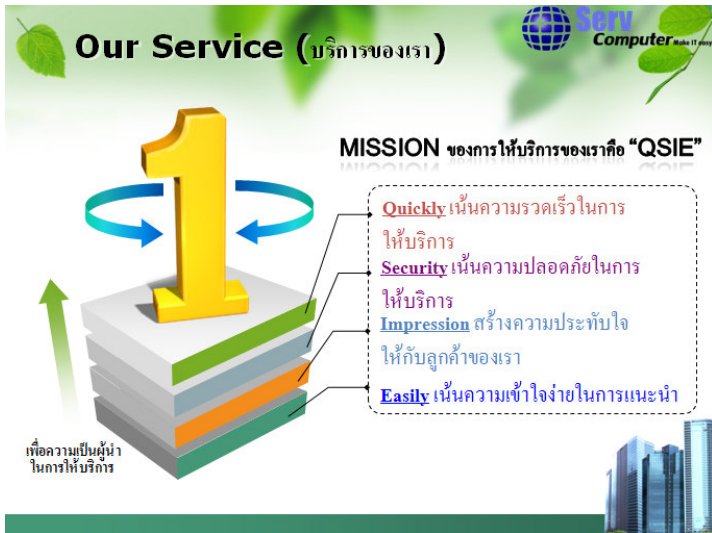 Our Service (บริการของเรา)
Serv
Computer Make IT easy
MISSION ของการให้บริการของเราคือ "QSIE"
1
Quickly เน้นความรวดเร็วในการ
ให้บริการ
Security เน้นความปลอดภัยในการ
ให้บริการ
Impression สร้างความประทับใจ
ให้กับลูกค้าของเรา
Easily เน้นความเข้าใจง่ายในการแนะนำ
เพื่อความเป็นผู้นำ
ในการให้บริการ